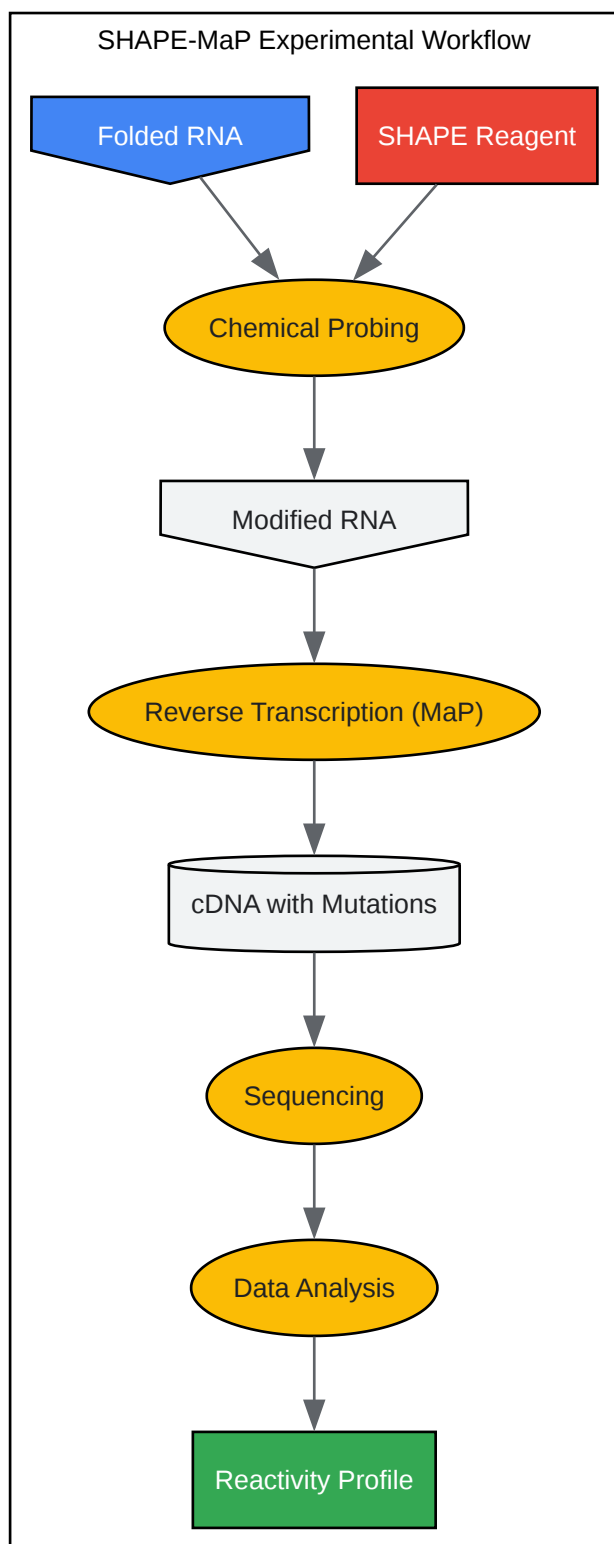 SHAPE-MaP Experimental Workflow
Folded RNA
SHAPE Reagent
Chemical Probing
Modified RNA
Reverse Transcription (MaP)
cDNA with Mutations
Sequencing
Data Analysis
Reactivity Profile